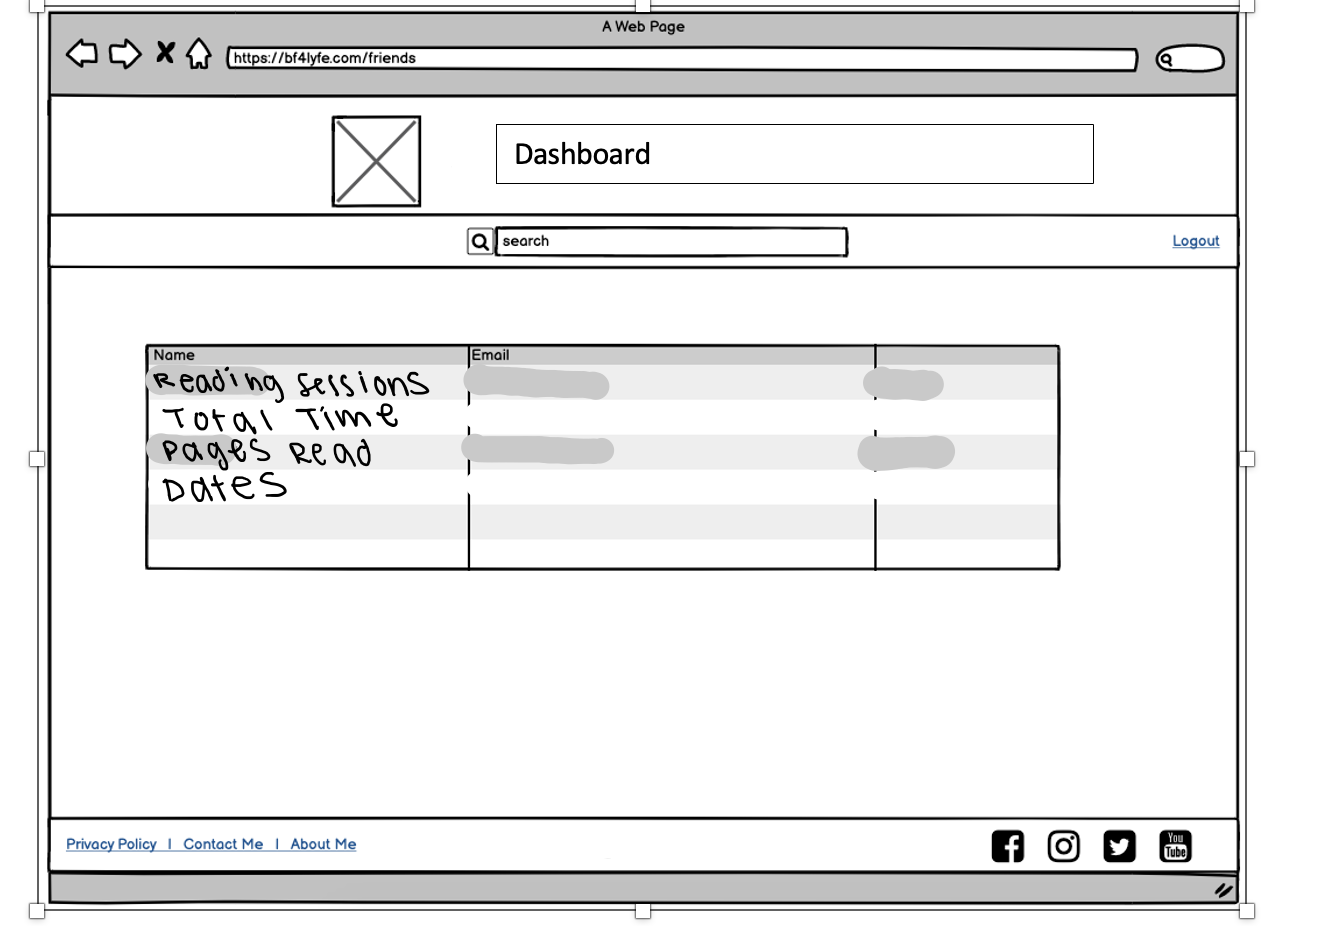 A Web Page
https://bf4lyfe.com/friends
Dashboard
search
Logout
Name Email
Reading Sessions
Total Time
Pages Read
Dates
Privacy Policy | Contact Me | About Me
You
Tube